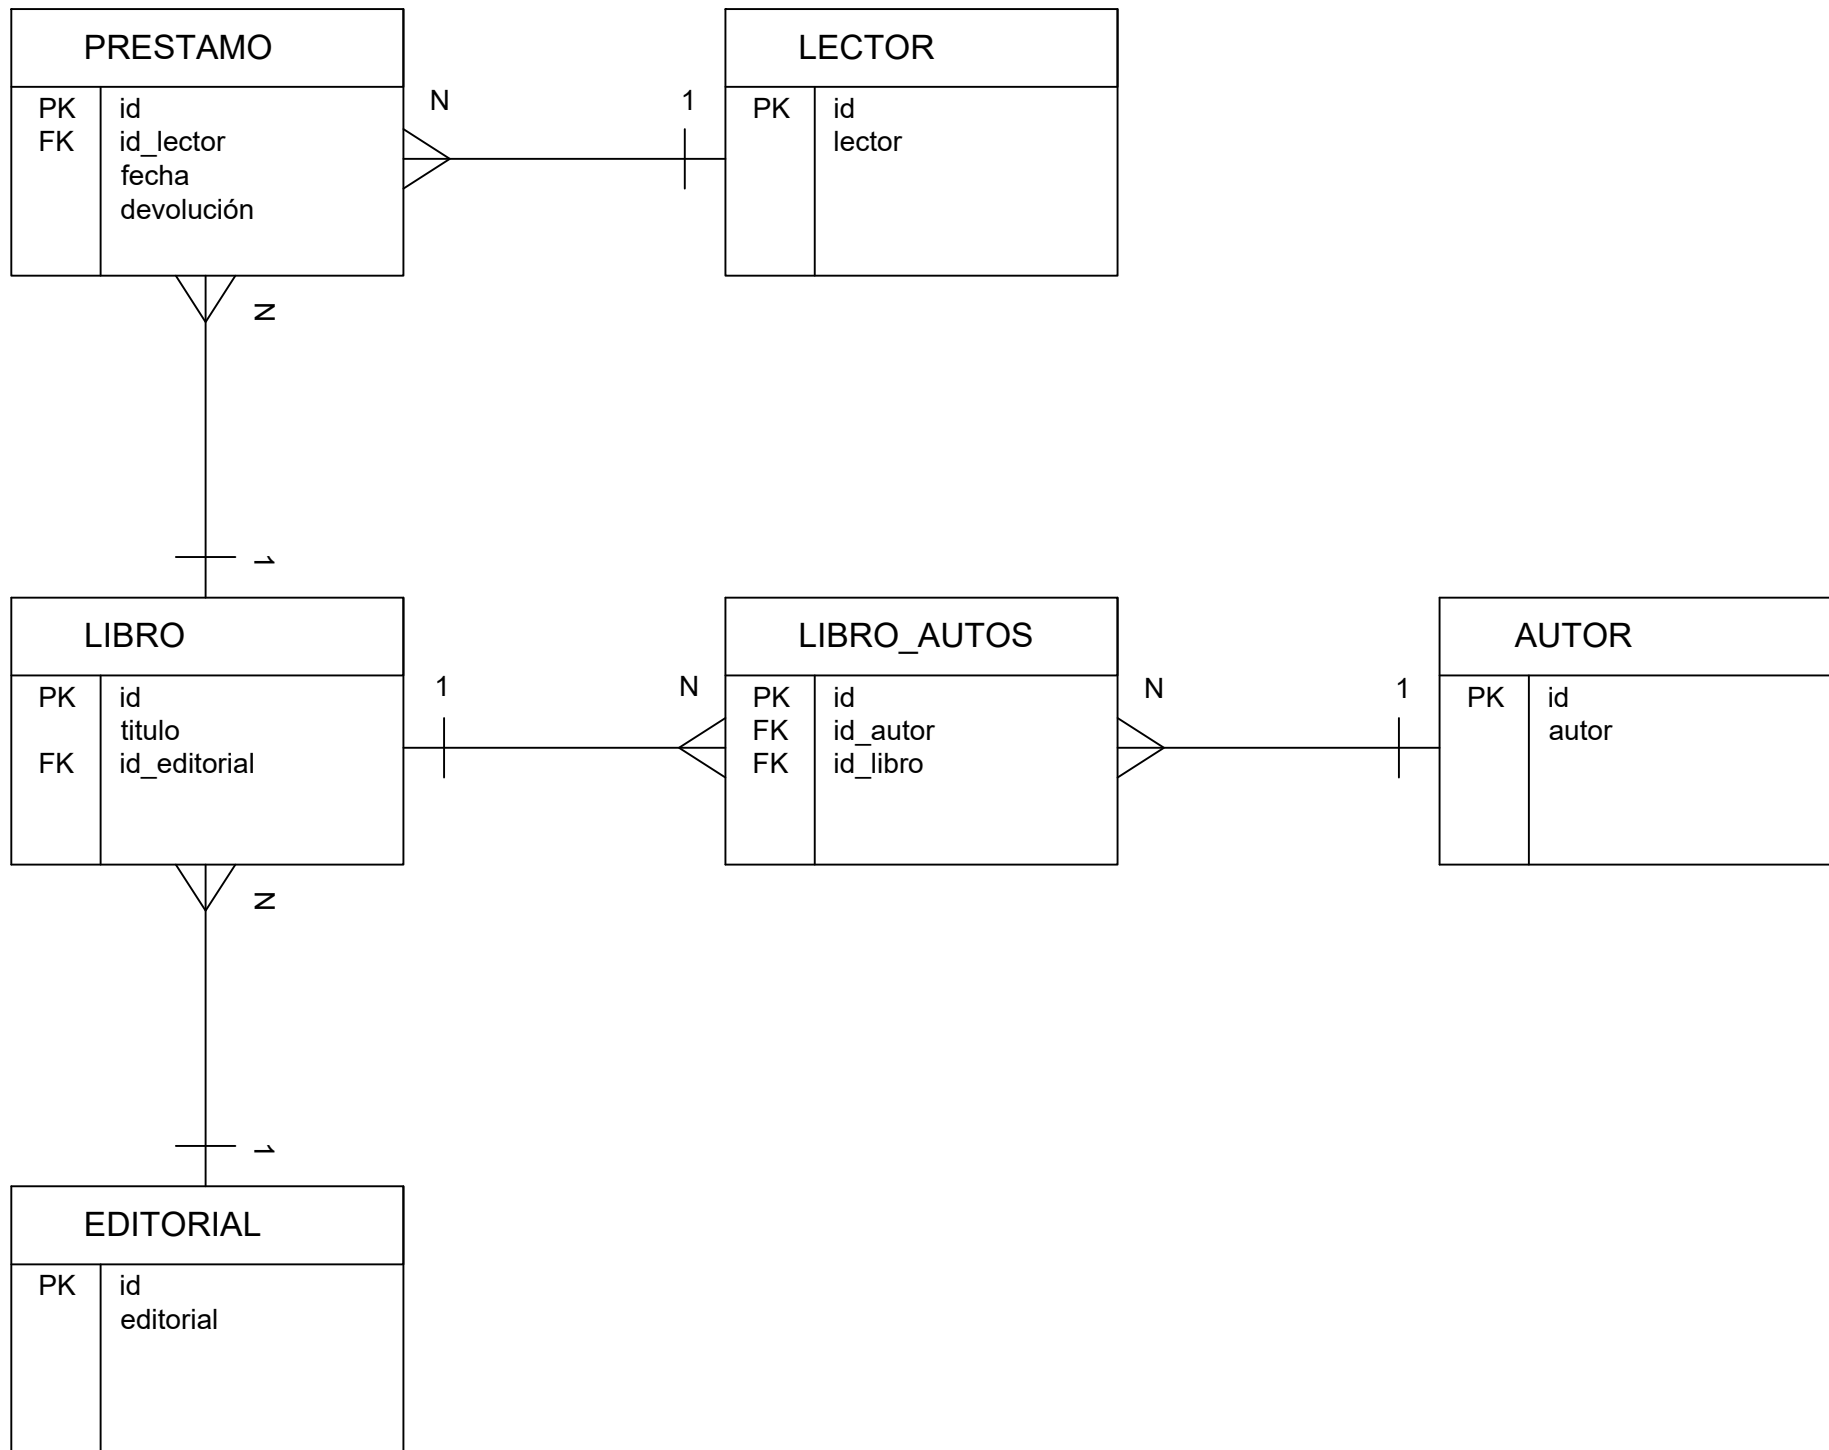 PRESTAMO
PK id
FK id_lector
fecha
devolución
N
1
LECTOR
PK id
lector
N
1
LIBRO
PK id
titulo
FK id_editorial
1
N
LIBRO_AUTOS
PK id
FK id_autor
FK id_libro
N
1
AUTOR
PK id
autor
N
1
EDITORIAL
PK id
editorial